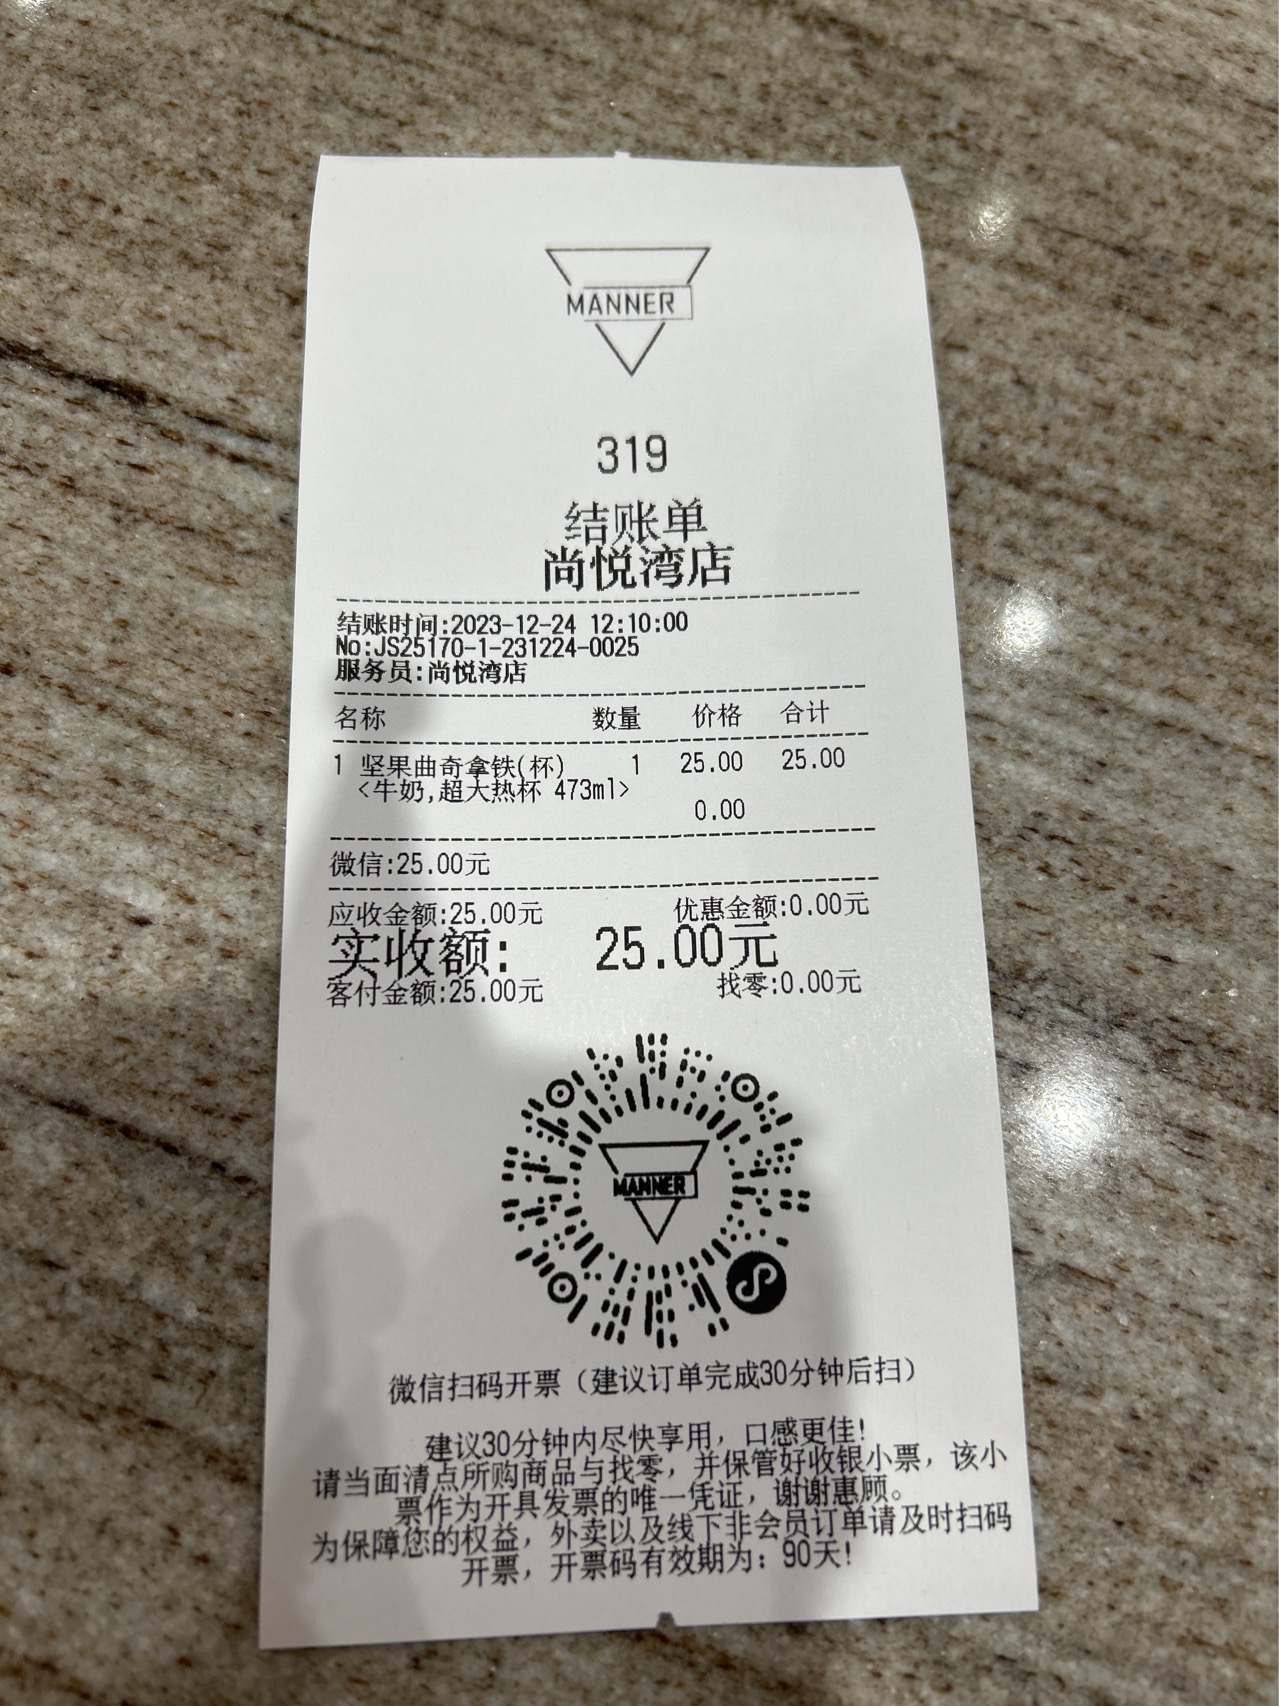 MANNER
319
结账单
尚悦湾店
结账时间:2023-12-24 12:10:00
No:JS25170-1-231224-0025
服务员:尚悦湾店
名称 数量 价格 合计
1 坚果曲奇拿铁(杯) 1 25.00 25.00
<牛奶,超大热杯 473ml>
0.00
微信:25.00元
应收金额:25.00元 优惠金额:0.00元
实收额: 25.00元
客付金额:25.00元 找零:0.00元
MANNER
微信扫码开票（建议订单完成30分钟后扫）
建议30分钟内尽快享用，口感更佳!
请当面清点所购商品与找零，并保管好收银小票，该小
票作为开具发票的唯一凭证，谢谢惠顾。
为保障您的权益，外卖以及线下非会员订单请及时扫码
开票，开票码有效期为：90天!